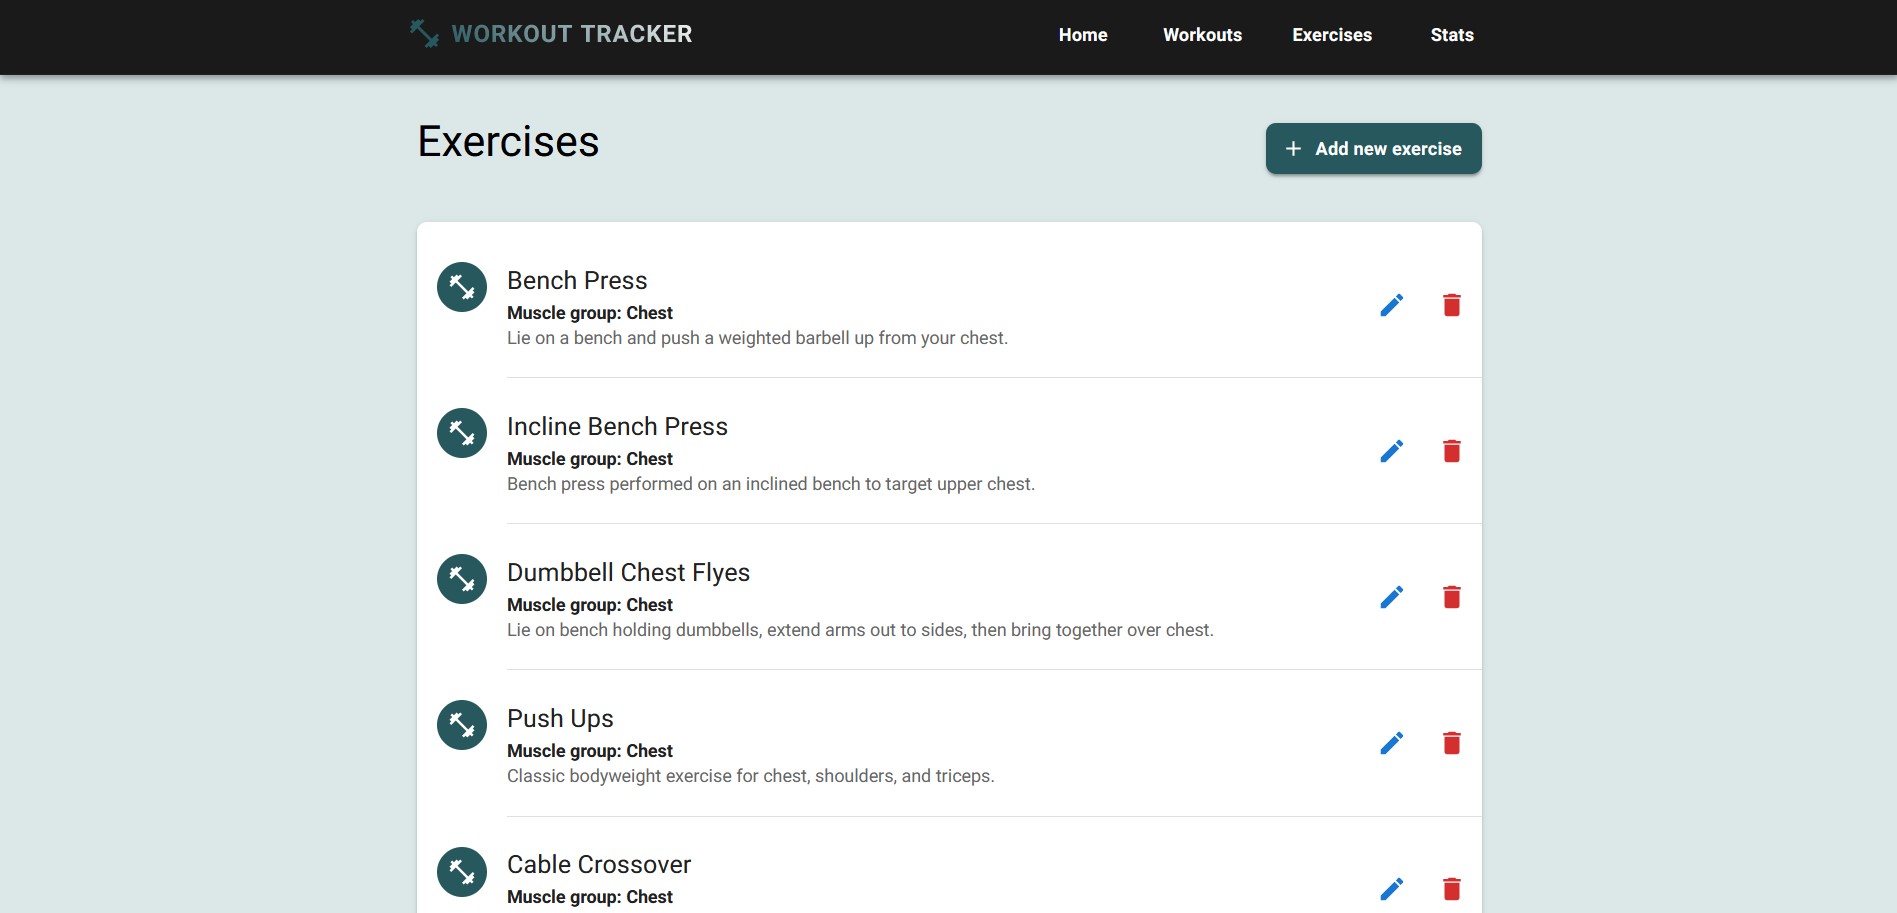 WORKOUT TRACKER
Home Workouts Exercises Stats
Exercises
Add new exercise
Bench Press
Muscle group: Chest
Lie on a bench and push a weighted barbell up from your chest.
Incline Bench Press
Muscle group: Chest
Bench press performed on an inclined bench to target upper chest.
Dumbbell Chest Flyes
Muscle group: Chest
Lie on bench holding dumbbells, extend arms out to sides, then bring together over chest.
Push Ups
Muscle group: Chest
Classic bodyweight exercise for chest, shoulders, and triceps.
Cable Crossover
Muscle group: Chest